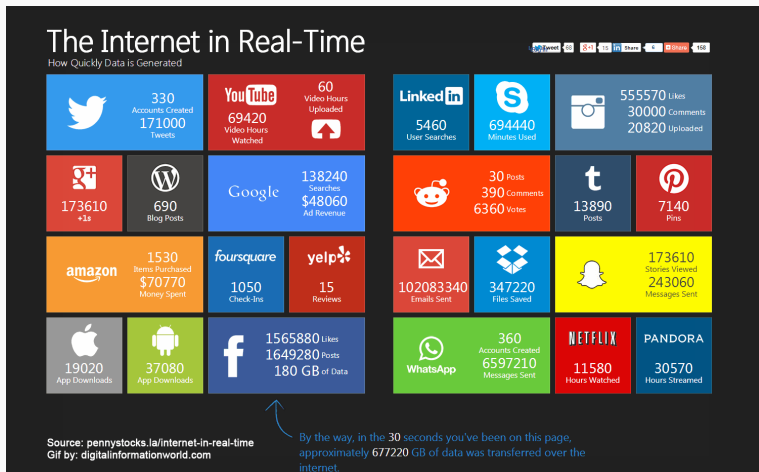 The Internet in Real-Time
How Quickly Data is Generated
Tweet 68 +1 15 in Share 6 Share 158
330
Accounts Created
171000
Tweets
YouTube
69420
Video Hours
Watched
60
Video Hours
Uploaded
Linked in
5460
User Searches
S
694440
Minutes Used
555570 Likes
30000 Comments
20820 Uploaded
173610
+1s
690
Blog Posts
Google
138240
Searches
$48060
Ad Revenue
30 Posts
390 Comments
6360 Votes
t
13890
Posts
7140
Pins
amazon
1530
Items Purchased
$70770
Money Spent
foursquare
1050
Check-Ins
yelp
15
Reviews
102083340
Emails Sent
347220
Files Saved
173610
Stories Viewed
243060
Messages Sent
19020
App Downloads
37080
App Downloads
f
1565880 Likes
1649280 Posts
180 GB of Data
WhatsApp
360
Accounts Created
6597210
Messages Sent
NETFLIX
11580
Hours Watched
PANDORA
30570
Hours Streamed
Source: pennystocks.la/internet-in-real-time
Gif by: digitalinformationworld.com
By the way, in the 30 seconds you've been on this page,
approximately 677220 GB of data was transferred over the
internet.